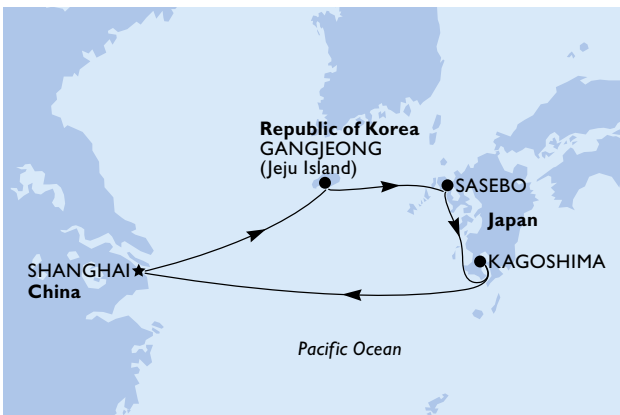 Republic of Korea
GANGJEONG
(Jeju Island)
SASEBO
Japan
KAGOSHIMA
SHANGHAI
China
Pacific Ocean